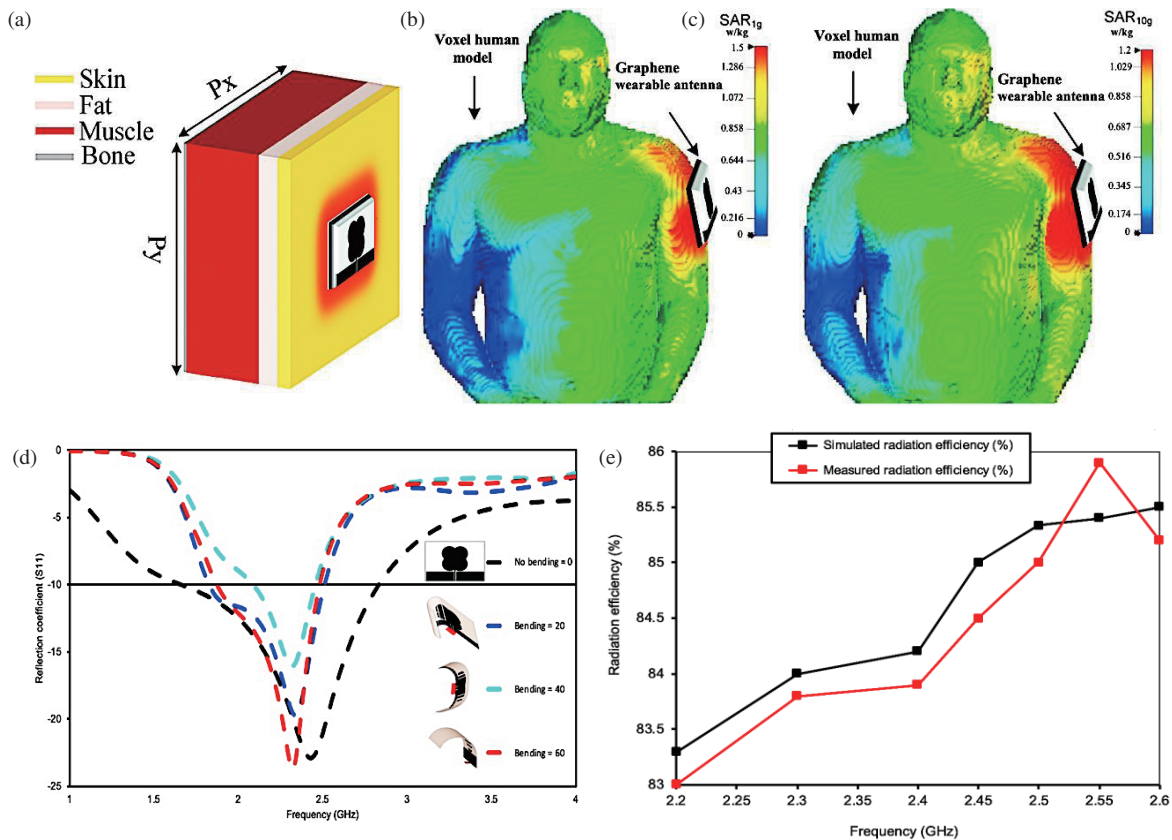 (a)
Skin
Fat
Muscle
Bone
Px
Py
(b)
Voxel human
model
Graphene
wearable antenna
SAR1g
w/kg
1.5
1.286
1.072
0.858
0.644
0.43
0.216
0
(c)
Voxel human
model
Graphene
wearable antenna
SAR10g
w/kg
1.2
1.029
0.858
0.687
0.516
0.345
0.174
0
(d)
Reflection coefficient (S11)
0
-5
-10
-15
-20
-25
1
1.5
2
2.5
3
3.5
4
Frequency (GHz)
No bending = 0
Bending = 20
Bending = 40
Bending = 60
(e)
Simulated radiation efficiency (%)
Measured radiation efficiency (%)
Radiation efficiency (%)
86
85.5
85
84.5
84
83.5
83
2.2
2.25
2.3
2.35
2.4
2.45
2.5
2.55
2.6
Frequency (GHz)